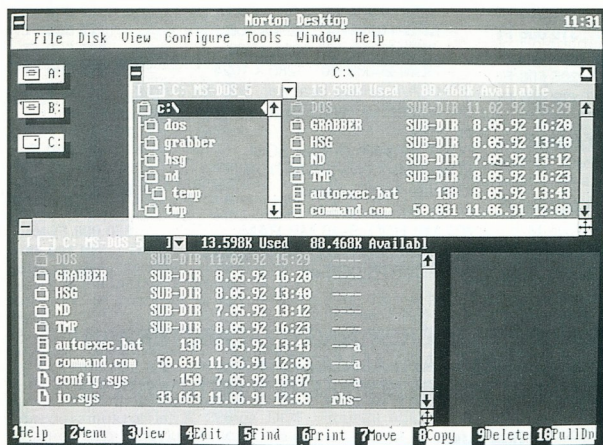 Norton Desktop 11:31
File Disk View Configure Tools Window Help
A:
B:
C:
C:\
[ C: MS-DOS_5 ] 13.598K Used 88.468K Available
c:\
dos
grabber
hsg
nd
temp
tmp
DOS SUB-DIR 11.02.92 15:29
GRABBER SUB-DIR 8.05.92 16:20
HSG SUB-DIR 8.05.92 13:40
ND SUB-DIR 7.05.92 13:12
TMP SUB-DIR 8.05.92 16:23
autoexec.bat 138 8.05.92 13:43
command.com 50.031 11.06.91 12:00
[ C: MS-DOS_5 ] 13.598K Used 88.468K Availabl
DOS SUB-DIR 11.02.92 15:29 ----
GRABBER SUB-DIR 8.05.92 16:20 ----
HSG SUB-DIR 8.05.92 13:40 ----
ND SUB-DIR 7.05.92 13:12 ----
TMP SUB-DIR 8.05.92 16:23 ----
autoexec.bat 138 8.05.92 13:43 ---a
command.com 50.031 11.06.91 12:00 ---a
config.sys 150 7.05.92 18:07 ---a
io.sys 33.663 11.06.91 12:00 rhs-
1Help 2Menu 3View 4Edit 5Find 6Print 7Move 8Copy 9Delete 10PullDn